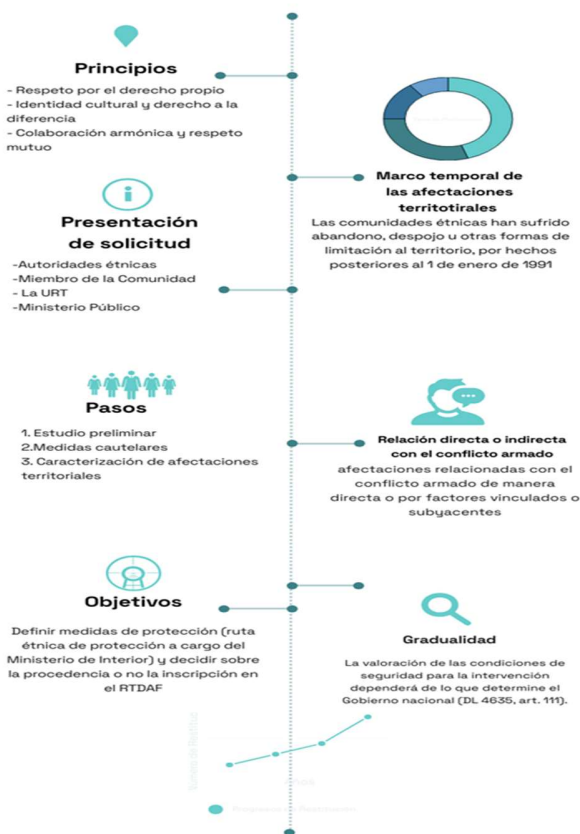 Principios
- Respeto por el derecho propio
- Identidad cultural y derecho a la
diferencia
- Colaboración armónica y respeto
mutuo
Marco temporal de
las afectaciones
territotirales
Las comunidades étnicas han sufrido
abandono, despojo u otras formas de
limitación al territorio, por hechos
posteriores al 1 de enero de 1991
Presentación
de solicitud
-Autoridades étnicas
-Miembro de la Comunidad
- La URT
-Ministerio Público
Pasos
1. Estudio preliminar
2.Medidas cautelares
3. Caracterización de afectaciones
territoriales
Relación directa o indirecta
con el conflicto armado
afectaciones relacionadas con el
conflicto armado de manera
directa o por factores vinculados o
subyacentes
Objetivos
Definir medidas de protección (ruta
étnica de protección a cargo del
Ministerio de Interior) y decidir sobre
la procedencia o no la inscripción en
el RTDAF
Gradualidad
La valoración de las condiciones de
seguridad para la intervención
dependerá de lo que determine el
Gobierno nacional (DL 4635, art. 111).